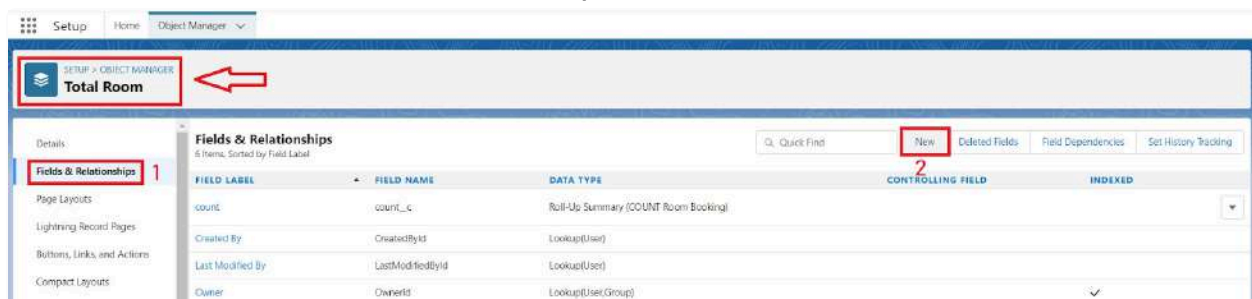 Setup Home Object Manager
SETUP > OBJECT MANAGER
Total Room
Details
Fields & Relationships 1
Page Layouts
Lightning Record Pages
Buttons, Links, and Actions
Compact Layouts
Fields & Relationships
6 Items, Sorted by Field Label
Quick Find New Deleted Fields Field Dependencies Set History Tracking
2
FIELD LABEL FIELD NAME DATA TYPE CONTROLLING FIELD INDEXED
count count__c Roll-Up Summary (COUNT Room Booking)
Created By CreatedById Lookup(User)
Last Modified By LastModifiedById Lookup(User)
Owner OwnerId Lookup(User,Group)